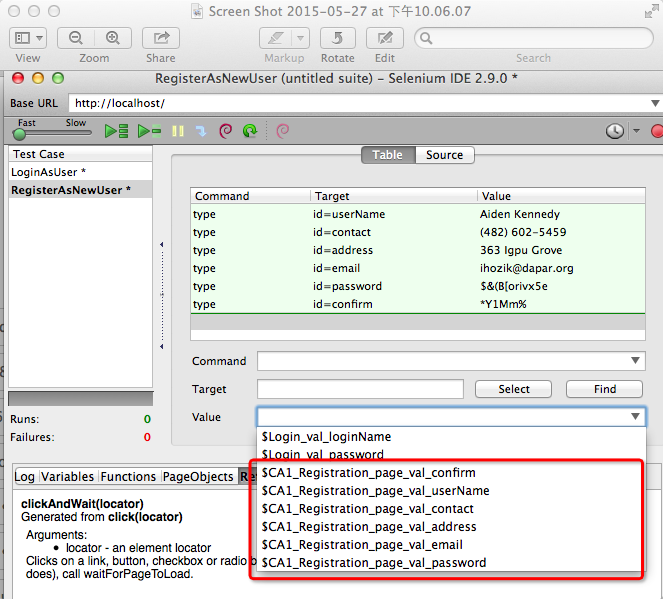 Screen Shot 2015-05-27 at 下午10.06.07
View
Zoom
Share
Markup
Rotate
Edit
Search
RegisterAsNewUser (untitled suite) – Selenium IDE 2.9.0 *
Base URL http://localhost/
Fast Slow
Test Case
LoginAsUser *
RegisterAsNewUser *
Table Source
Command Target Value
type id=userName Aiden Kennedy
type id=contact (482) 602-5459
type id=address 363 Igpu Grove
type id=email ihozik@dapar.org
type id=password $&(B[orivx5e
type id=confirm *Y1Mm%
Command
Target Select Find
Value
$Login_val_loginName
$Login_val_password
$CA1_Registration_page_val_confirm
$CA1_Registration_page_val_userName
$CA1_Registration_page_val_contact
$CA1_Registration_page_val_address
$CA1_Registration_page_val_email
$CA1_Registration_page_val_password
Runs: 0
Failures: 0
Log Variables Functions PageObjects
clickAndWait(locator)
Generated from click(locator)
Arguments:
• locator - an element locator
Clicks on a link, button, checkbox or radio
does), call waitForPageToLoad.